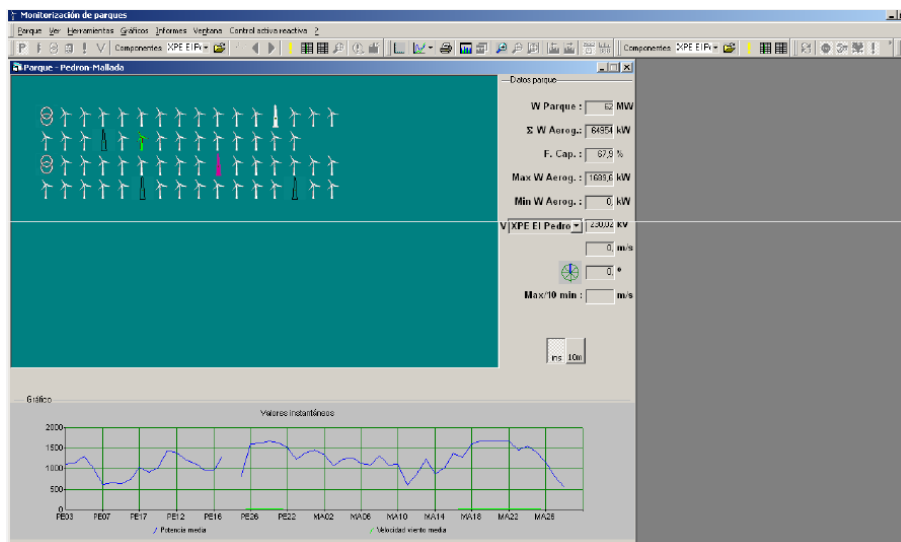 Monitorización de parques
Parque Ver Herramientas Gráficos Informes Ventana Control activa reactiva ?
Componentes XPE El Pe Componentes XPE El Pe
Parque - Pedron-Mallada
Datos parque
W Parque : 62 MW
Σ W Aerog.: 64954 kW
F. Cap. : 67,9 %
Max W Aerog. : 1689,6 kW
Min W Aerog. : 0, kW
V XPE El Pedro 230,02 KV
0, m/s
0, °
Max/10 min : m/s
ins 10m
Gráfico
Valores instantáneos
2000
1500
1000
500
0
PE03 PE07 PE17 PE12 PE16 PE26 PE22 MA02 MA06 MA10 MA14 MA18 MA22 MA26
Potencia media Velocidad viento media